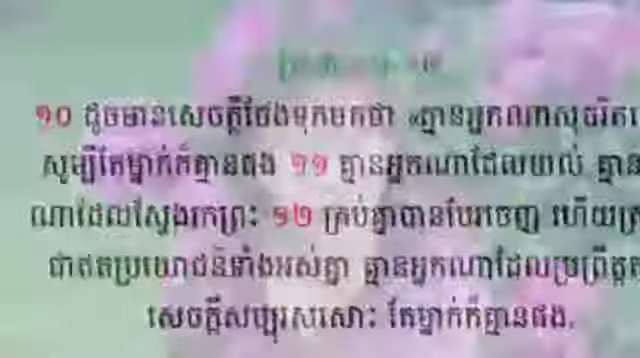 ១០ ដូចមានសេចក្ដីថែងទុកមកថា «គ្មានអ្នកណាសុចរិត
សូម្បីតែម្នាក់ក៏គ្មានផង ១១ គ្មានអ្នកណាដែលយល់ គ្មាន
ណាដែលស្វែងរកព្រះ ១២ គ្រប់គ្នាបានបែរចេញ ហើយ
ជាឥតប្រយោជន៍ទាំងអស់គ្នា គ្មានអ្នកណាដែលប្រព្រឹត្ត
សេចក្ដីសប្បុរសសោះ តែម្នាក់ក៏គ្មានផង.